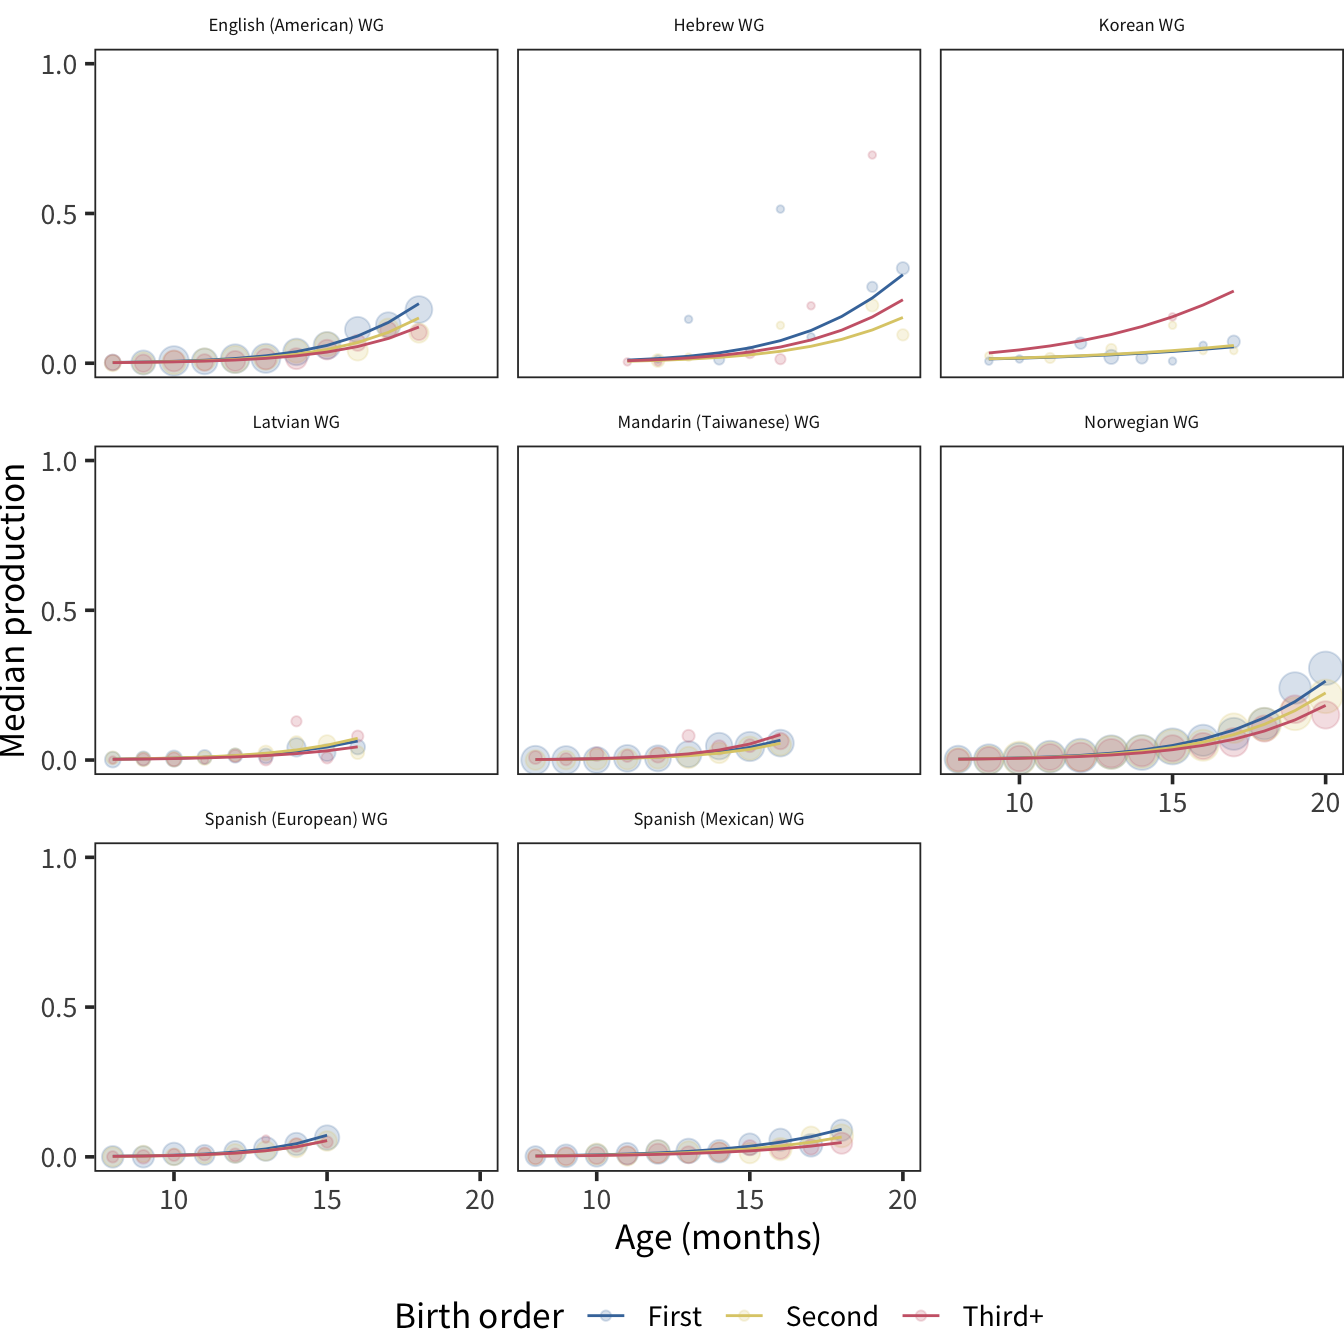 English (American) WG
Hebrew WG
Korean WG
1.0
0.5
0.0
Latvian WG
Mandarin (Taiwanese) WG
Norwegian WG
1.0
0.5
0.0
10 15 20
Median production
Spanish (European) WG
Spanish (Mexican) WG
1.0
0.5
0.0
10 15 20
10 15 20
Age (months)
Birth order First Second Third+